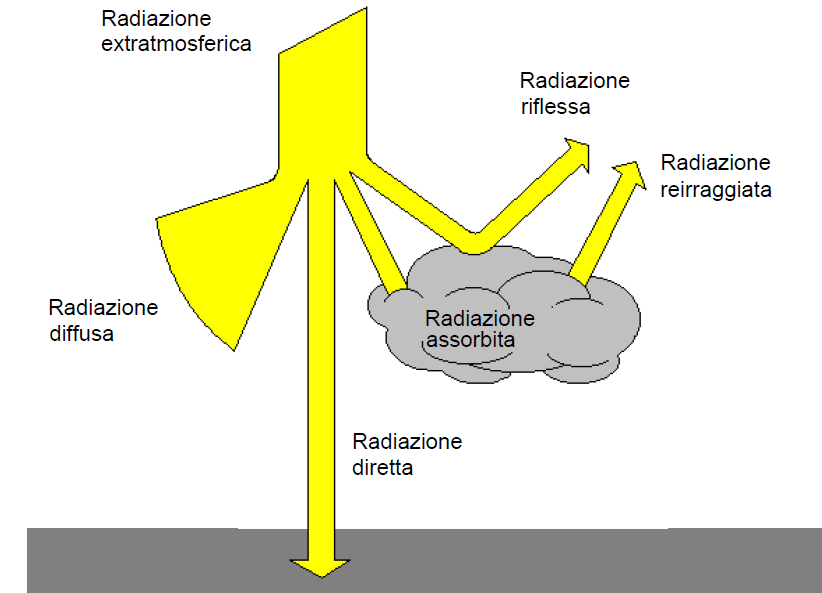 Radiazione
extratmosferica
Radiazione
riflessa
Radiazione
reirraggiata
Radiazione
diffusa
Radiazione
assorbita
Radiazione
diretta